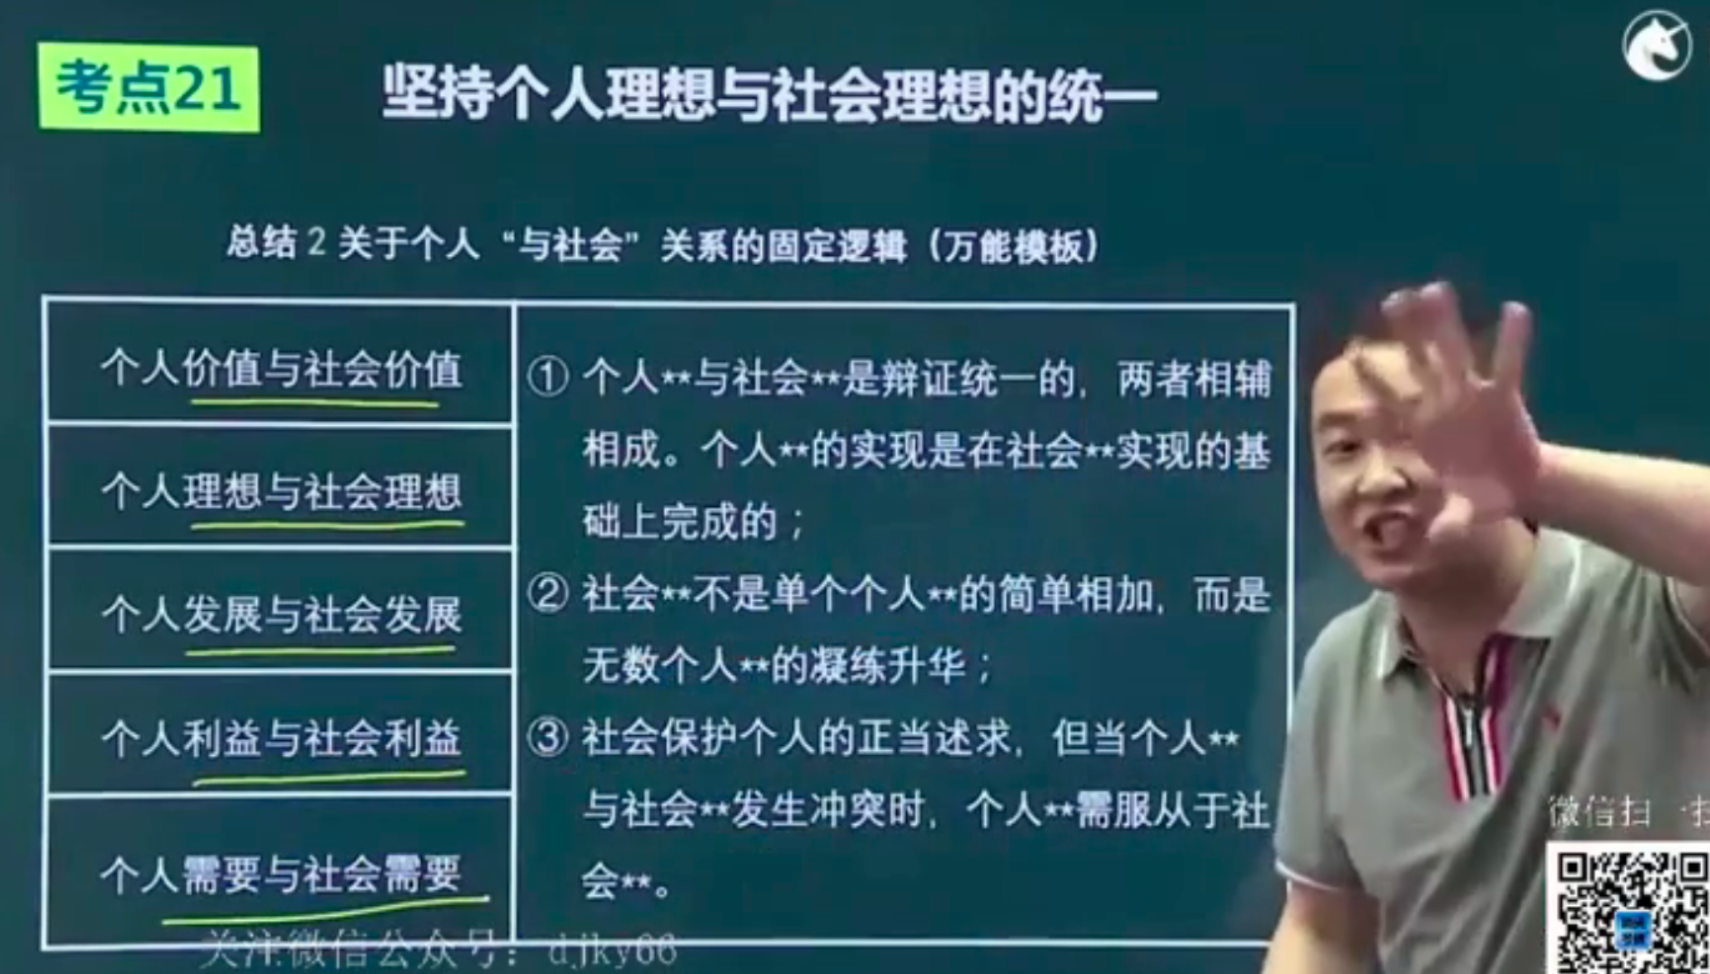 考点21
坚持个人理想与社会理想的统一
总结 2 关于个人 “与社会” 关系的固定逻辑（万能模板）
个人价值与社会价值
个人理想与社会理想
个人发展与社会发展
个人利益与社会利益
个人需要与社会需要
① 个人**与社会**是辩证统一的，两者相辅
相成。个人**的实现是在社会**实现的基
础上完成的；
② 社会**不是单个个人**的简单相加，而是
无数个人**的凝练升华；
③ 社会保护个人的正当述求，但当个人**
与社会**发生冲突时，个人**需服从于社
会**。
微信扫一扫
关注微信公众号：djky66